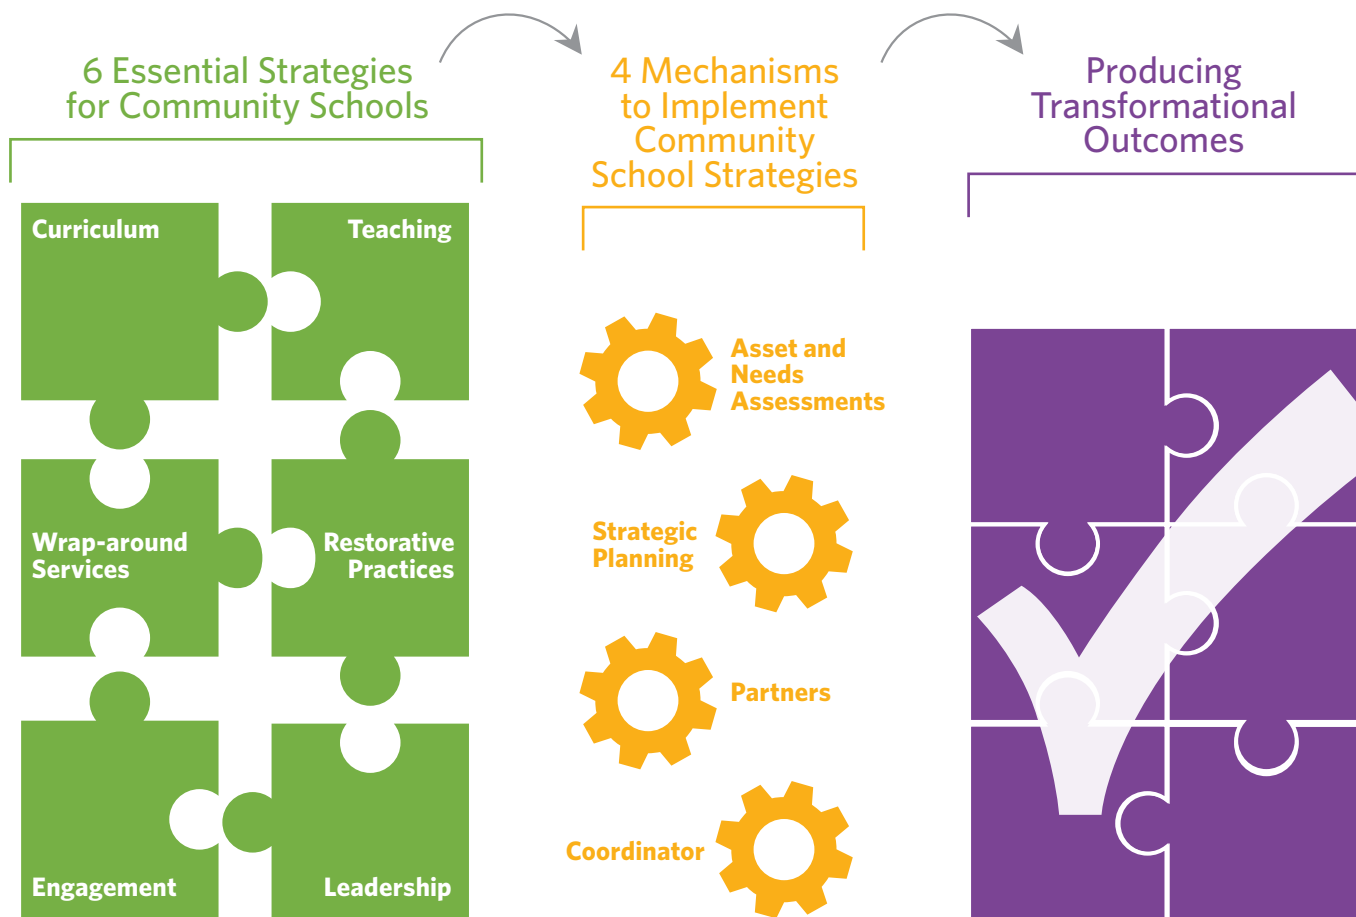 6 Essential Strategies
for Community Schools
4 Mechanisms
to Implement
Community
School Strategies
Producing
Transformational
Outcomes
Curriculum
Teaching
Wrap-around
Services
Restorative
Practices
Engagement
Leadership
Asset and
Needs
Assessments
Strategic
Planning
Partners
Coordinator